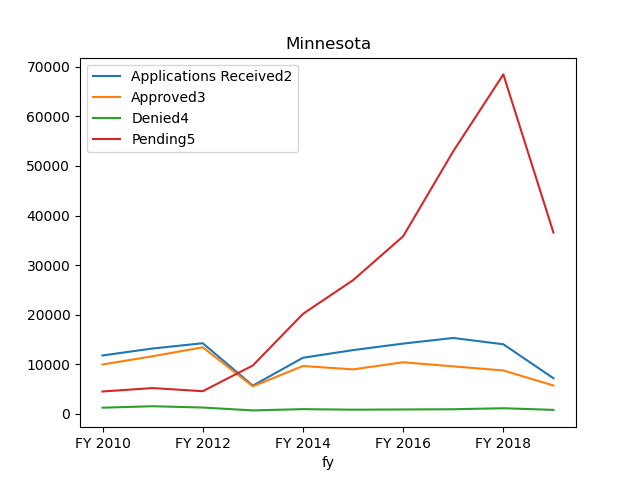 Minnesota
70000
60000
50000
40000
30000
20000
10000
0
Applications Received2
Approved3
Denied4
Pending5
FY 2010 FY 2012 FY 2014 FY 2016 FY 2018
fy